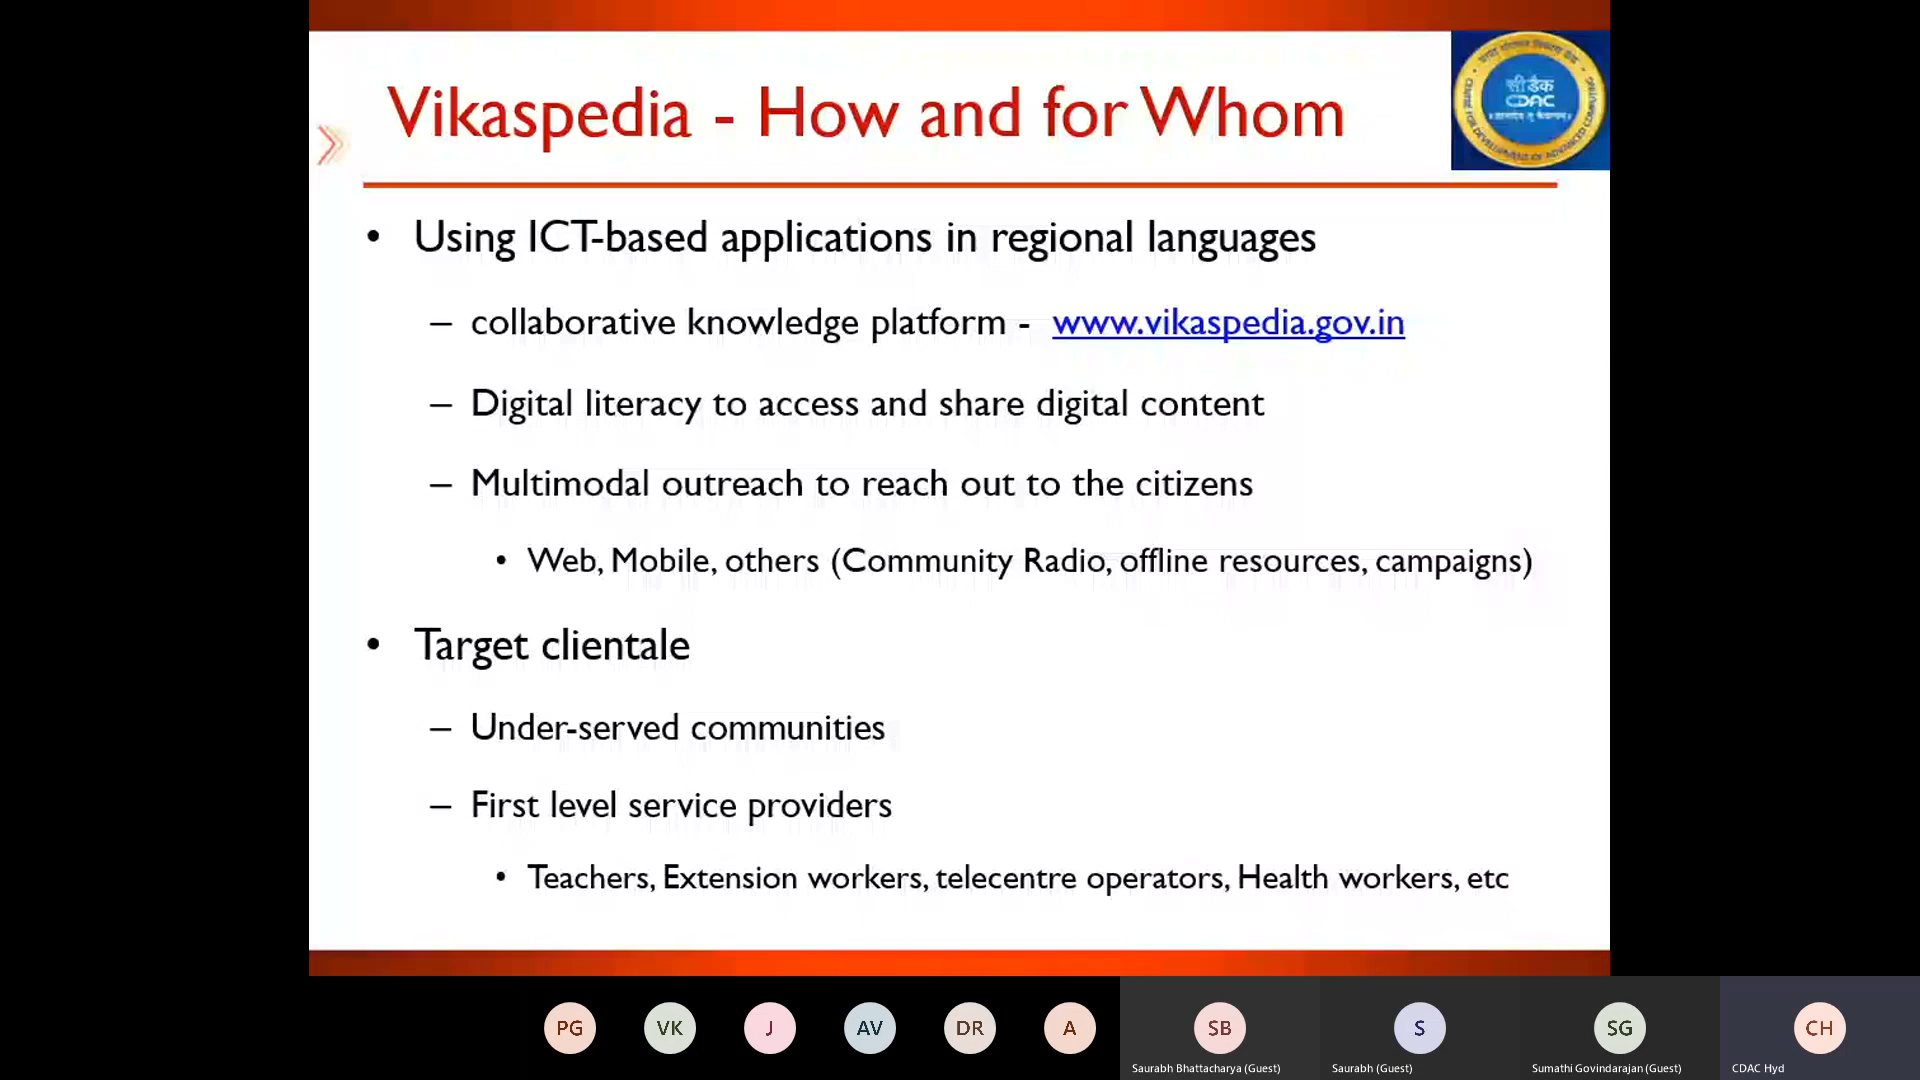 Vikaspedia - How and for Whom
सी डैक
CDAC
• Using ICT-based applications in regional languages
– collaborative knowledge platform - www.vikaspedia.gov.in
– Digital literacy to access and share digital content
– Multimodal outreach to reach out to the citizens
• Web, Mobile, others (Community Radio, offline resources, campaigns)
• Target clientale
– Under-served communities
– First level service providers
• Teachers, Extension workers, telecentre operators, Health workers, etc
PG VK J AV DR A SB S SG CH
Saurabh Bhattacharya (Guest) Saurabh (Guest) Sumathi Govindarajan (Guest) CDAC Hyd